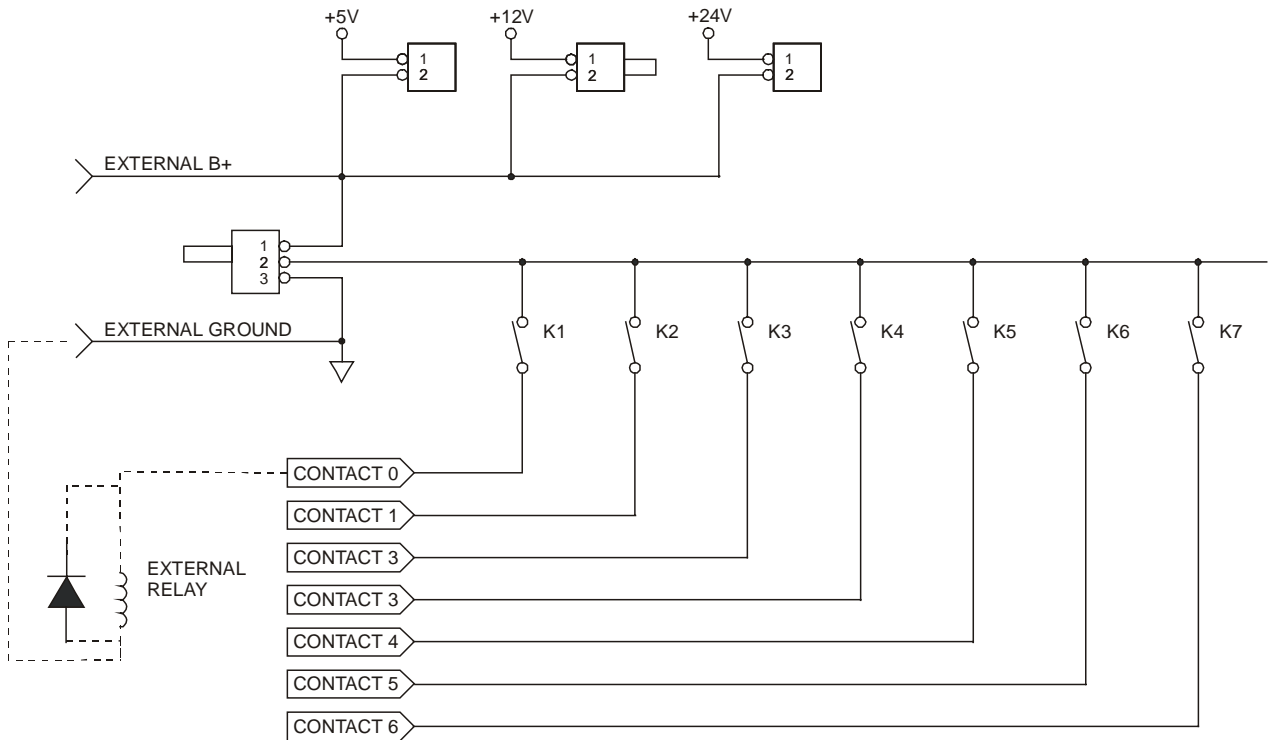 +5V
+12V
+24V
1
2
1
2
1
2
EXTERNAL B+
1
2
3
EXTERNAL GROUND
K1
K2
K3
K4
K5
K6
K7
CONTACT 0
CONTACT 1
CONTACT 3
CONTACT 3
CONTACT 4
CONTACT 5
CONTACT 6
EXTERNAL
RELAY